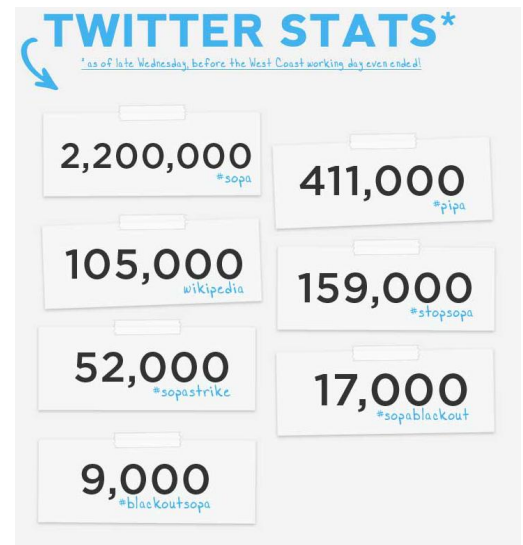 TWITTER STATS*
*as of late Wednesday, before the West Coast working day even ended!
2,200,000
#sopa
411,000
#pipa
105,000
wikipedia
159,000
#stopsopa
52,000
#sopastrike
17,000
#sopablackout
9,000
#blackoutsopa